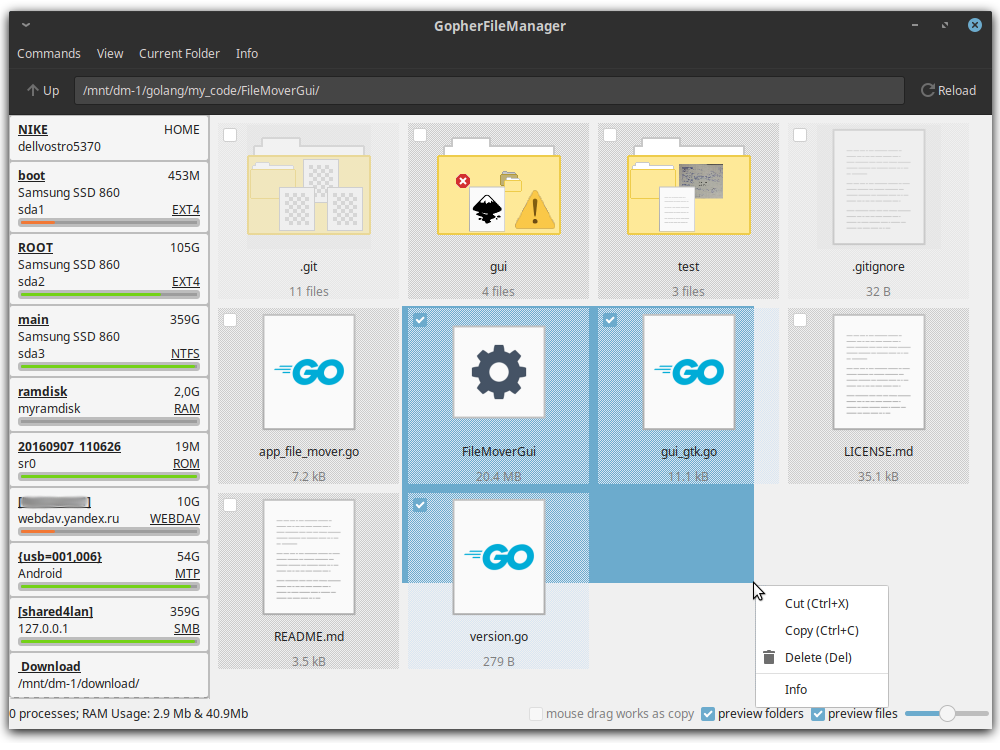 GopherFileManager
Commands View Current Folder Info
Up /mnt/dm-1/golang/my_code/FileMoverGui/ Reload
NIKE HOME
dellvostro5370
boot 453M
Samsung SSD 860
sda1 EXT4
ROOT 105G
Samsung SSD 860
sda2 EXT4
main 359G
Samsung SSD 860
sda3 NTFS
ramdisk 2,0G
myramdisk RAM
20160907_110626 19M
sr0 ROM
[ ] 10G
webdav.yandex.ru WEBDAV
{usb=001,006} 54G
Android MTP
[shared4lan] 359G
127.0.0.1 SMB
Download
/mnt/dm-1/download/
.git gui test .gitignore
11 files 4 files 3 files 32 B
GO GO
app_file_mover.go FileMoverGui gui_gtk.go LICENSE.md
7.2 kB 20.4 MB 11.1 kB 35.1 kB
GO
README.md version.go
3.5 kB 279 B
Cut (Ctrl+X)
Copy (Ctrl+C)
Delete (Del)
Info
0 processes; RAM Usage: 2.9 Mb & 40.9Mb mouse drag works as copy preview folders preview files